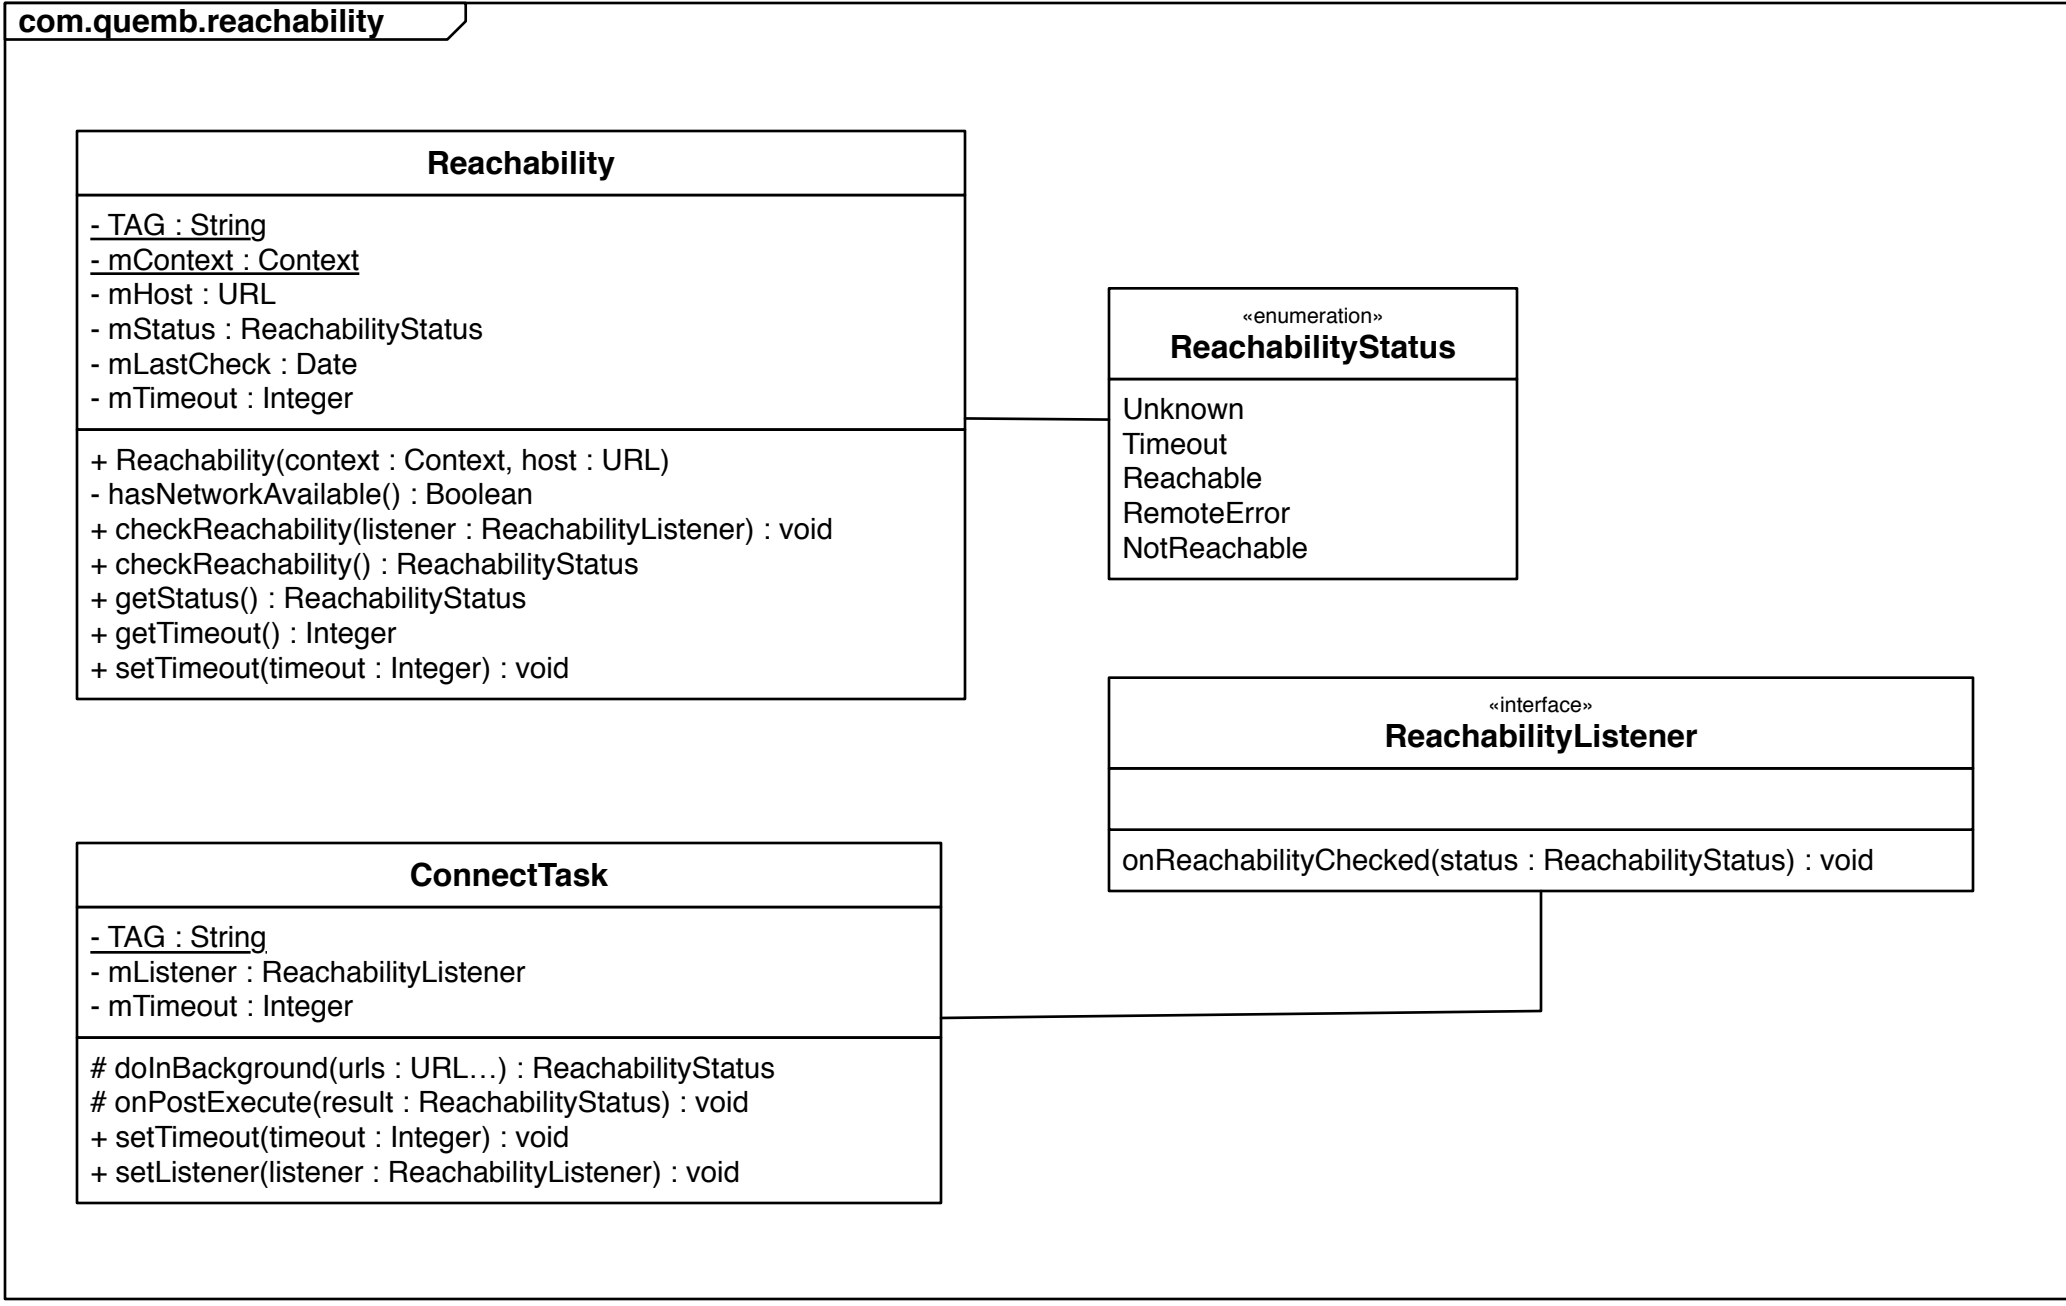 com.quemb.reachability
Reachability
- TAG : String
- mContext : Context
- mHost : URL
- mStatus : ReachabilityStatus
- mLastCheck : Date
- mTimeout : Integer
+ Reachability(context : Context, host : URL)
- hasNetworkAvailable() : Boolean
+ checkReachability(listener : ReachabilityListener) : void
+ checkReachability() : ReachabilityStatus
+ getStatus() : ReachabilityStatus
+ getTimeout() : Integer
+ setTimeout(timeout : Integer) : void
«enumeration»
ReachabilityStatus
Unknown
Timeout
Reachable
RemoteError
NotReachable
«interface»
ReachabilityListener
onReachabilityChecked(status : ReachabilityStatus) : void
ConnectTask
- TAG : String
- mListener : ReachabilityListener
- mTimeout : Integer
# doInBackground(urls : URL…) : ReachabilityStatus
# onPostExecute(result : ReachabilityStatus) : void
+ setTimeout(timeout : Integer) : void
+ setListener(listener : ReachabilityListener) : void